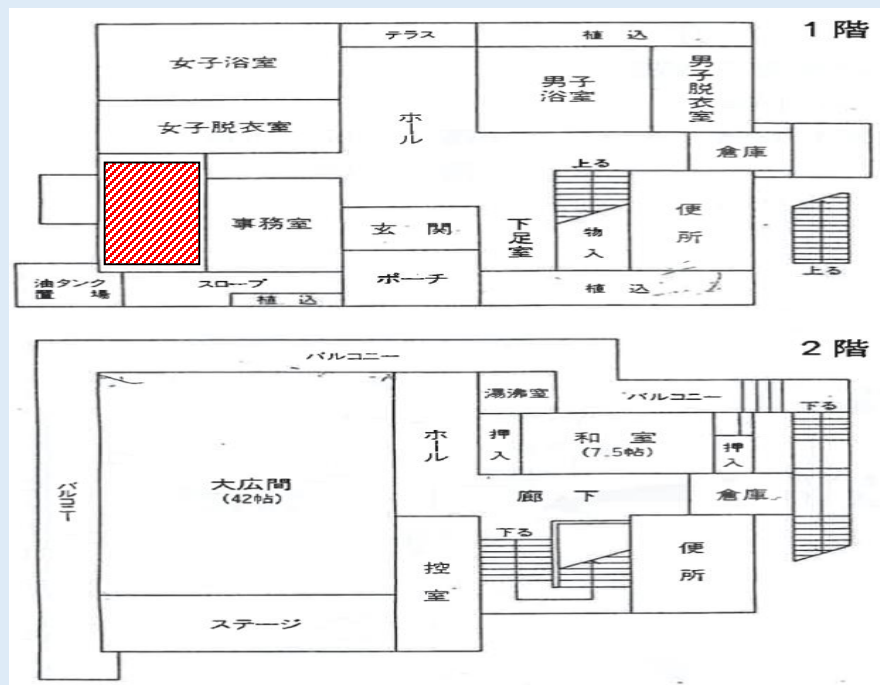 1 階
テラス
植 込
女子浴室
男子
浴室
男子脱衣室
女子脱衣室
ホール
倉庫
上る
事務室
玄 関
下足室
物入
便所
上る
油タンク
置 場
スロープ
植 込
ポーチ
植 込
2 階
バルコニー
湯沸室
バルコニー
下る
ホール
押入
和 室
(7.5帖)
押入
バルコニー
大広間
(42帖)
廊 下
倉庫
下る
控室
便所
ステージ